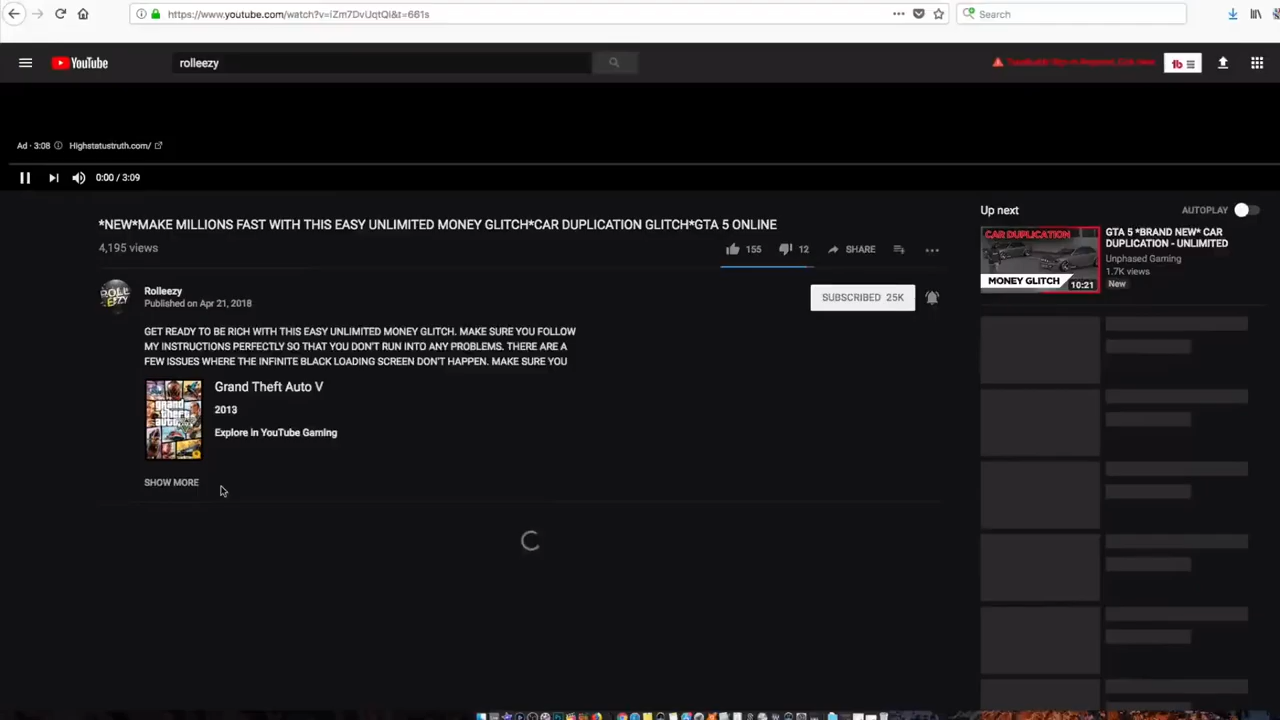 https://www.youtube.com/watch?v=iZm7DvUqtQI&t=661s
Search
YouTube
rolleezy
Ad · 3:08
Highstatustruth.com/
0:00 / 3:09
*NEW*MAKE MILLIONS FAST WITH THIS EASY UNLIMITED MONEY GLITCH*CAR DUPLICATION GLITCH*GTA 5 ONLINE
4,195 views
155
12
SHARE
Rolleezy
Published on Apr 21, 2018
SUBSCRIBED 25K
GET READY TO BE RICH WITH THIS EASY UNLIMITED MONEY GLITCH. MAKE SURE YOU FOLLOW
MY INSTRUCTIONS PERFECTLY SO THAT YOU DON'T RUN INTO ANY PROBLEMS. THERE ARE A
FEW ISSUES WHERE THE INFINITE BLACK LOADING SCREEN DON'T HAPPEN. MAKE SURE YOU
grand
theft
auto
Grand Theft Auto V
2013
Explore in YouTube Gaming
SHOW MORE
Up next
AUTOPLAY
CAR DUPLICATION
MONEY GLITCH
10:21
GTA 5 *BRAND NEW* CAR
DUPLICATION - UNLIMITED
Unphased Gaming
1.7K views
New